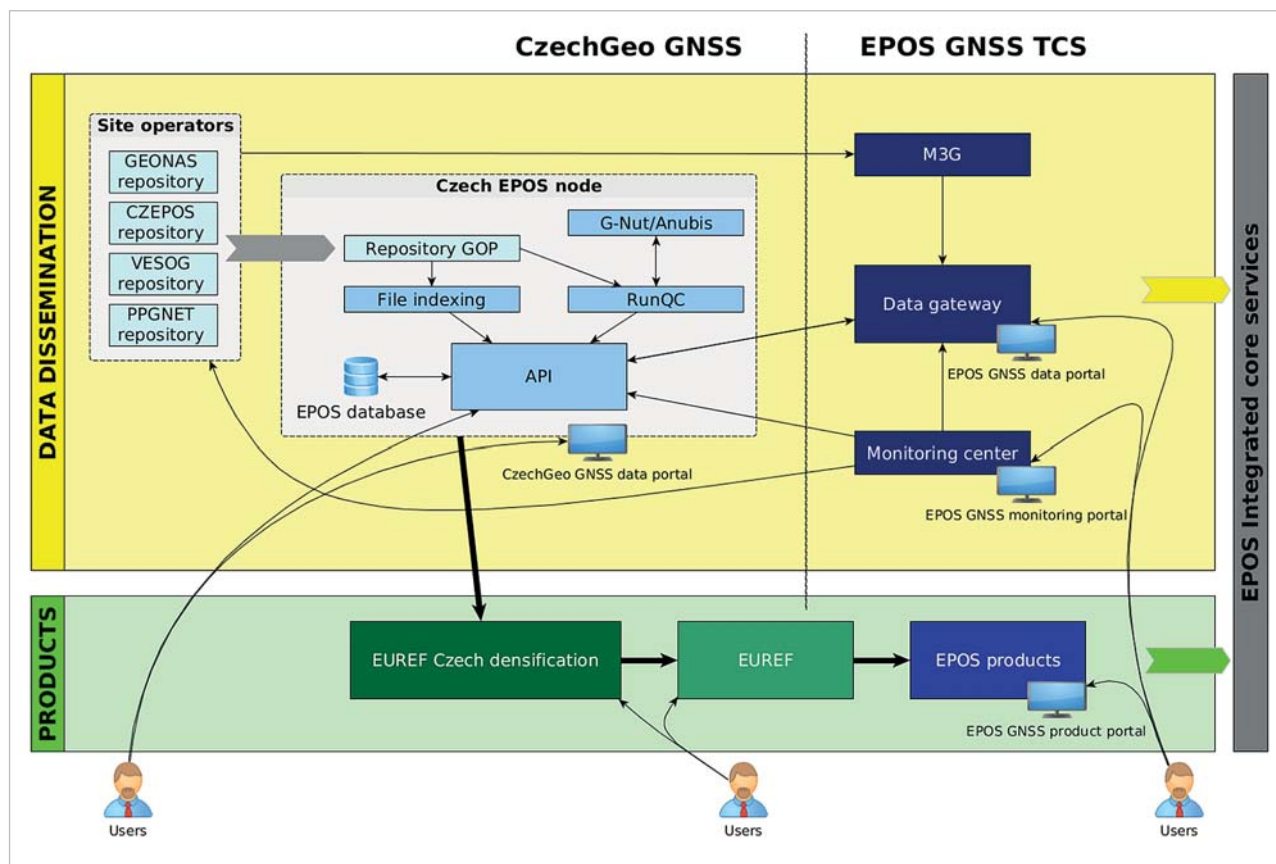 CzechGeo GNSS
EPOS GNSS TCS
DATA DISSEMINATION
Site operators
GEONAS
repository
CZEPOS
repository
VESOG
repository
PPGNET
repository
Czech EPOS node
G-Nut/Anubis
Repository GOP
File indexing
RunQC
API
EPOS database
CzechGeo GNSS data portal
M3G
Data gateway
EPOS GNSS data portal
Monitoring center
EPOS GNSS monitoring portal
EPOS Integrated core services
PRODUCTS
EUREF Czech densification
EUREF
EPOS products
EPOS GNSS product portal
Users
Users
Users